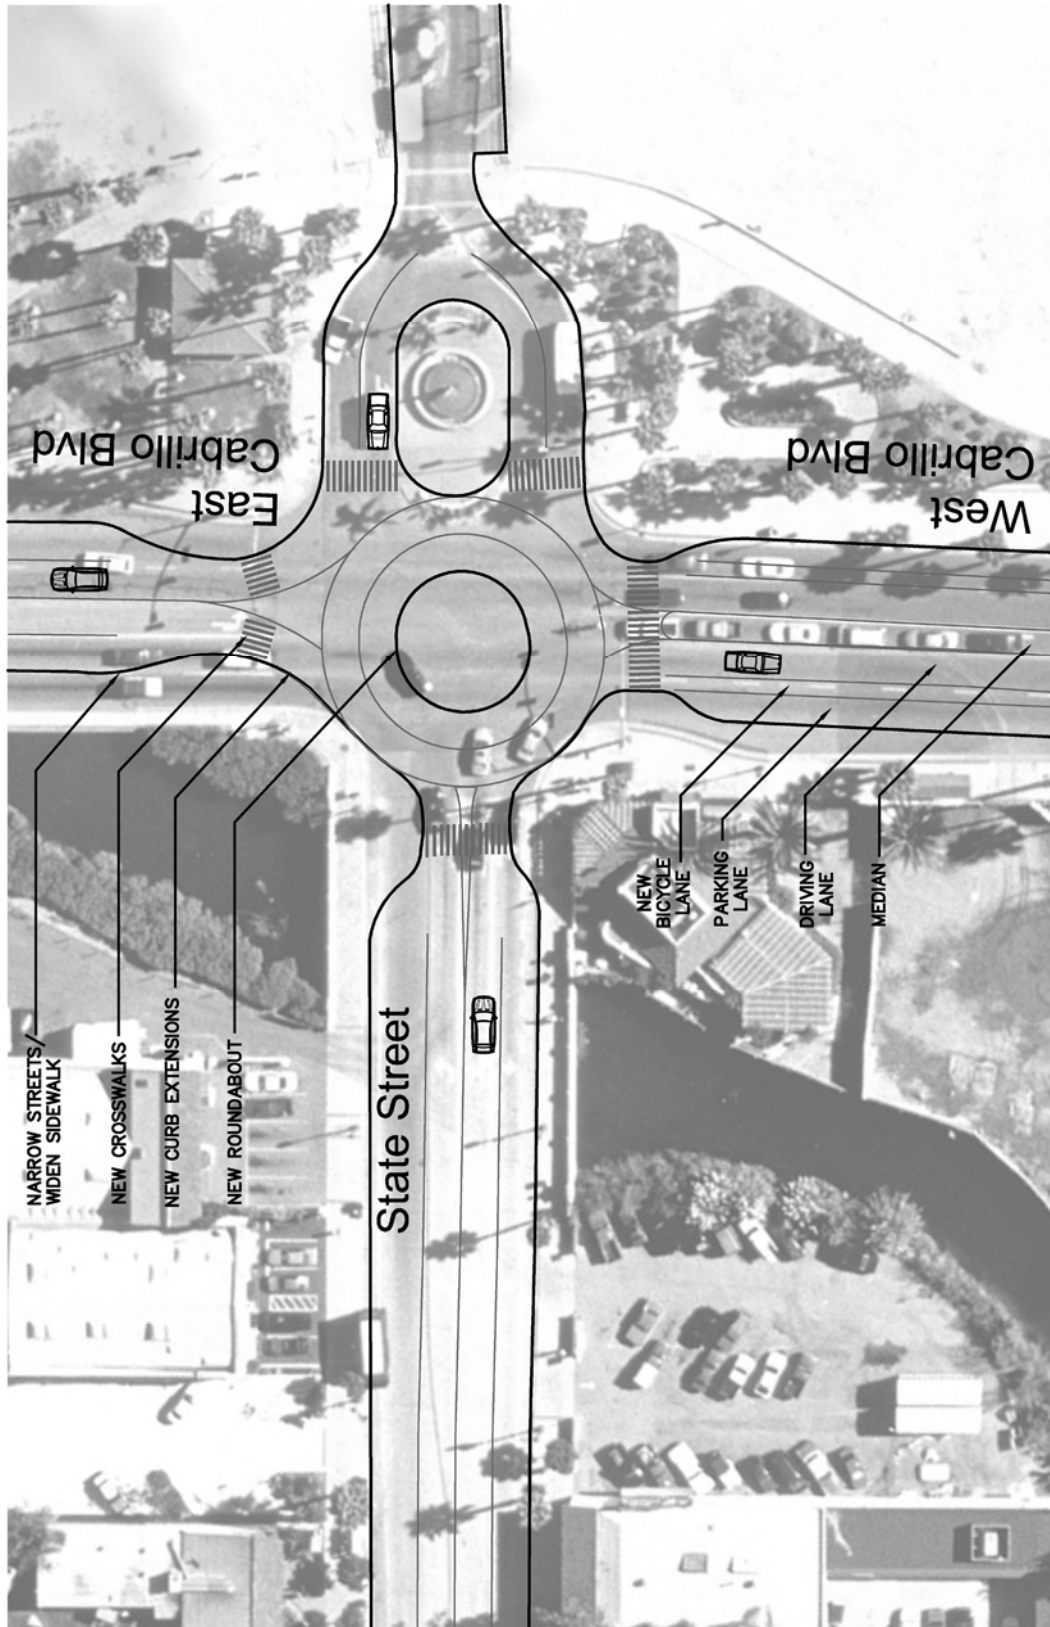 East
Cabrillo Blvd
West
Cabrillo Blvd
State Street
NARROW STREETS/
WIDEN SIDEWALK
NEW CROSSWALKS
NEW CURB EXTENSIONS
NEW ROUNDABOUT
NEW
BICYCLE
LANE
PARKING
LANE
DRIVING
LANE
MEDIAN